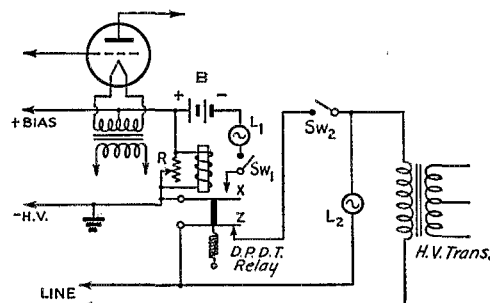 B
+ -
+BIAS
L1
SW2
R
SW1
X
L2
-H.V.
Z
D.P.D.T.
Relay
H.V. Trans.
LINE